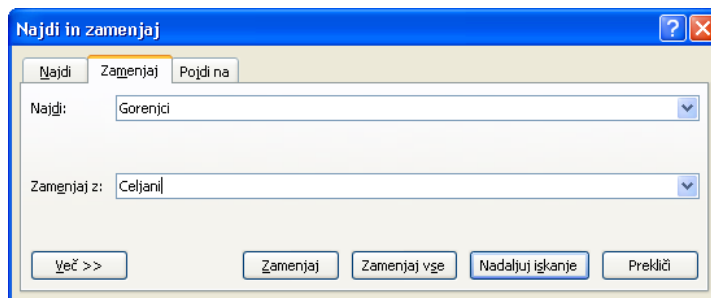 Najdi in zamenjaj
Najdi Zamenjaj Pojdi na
Najdi: Gorenjci
Zamenjaj z: Celjani
Več >> Zamenjaj Zamenjaj vse Nadaljuj iskanje Prekliči